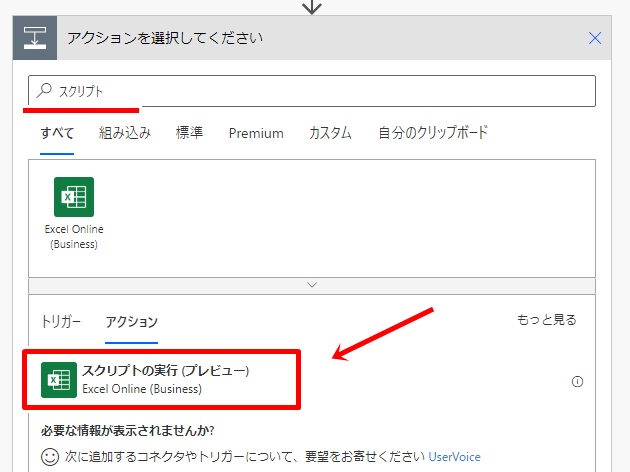 アクションを選択してください
スクリプト
すべて 組み込み 標準 Premium カスタム 自分のクリップボード
Excel Online
(Business)
トリガー アクション もっと見る
スクリプトの実行 (プレビュー)
Excel Online (Business)
必要な情報が表示されませんか?
次に追加するコネクタやトリガーについて、要望をお寄せください UserVoice